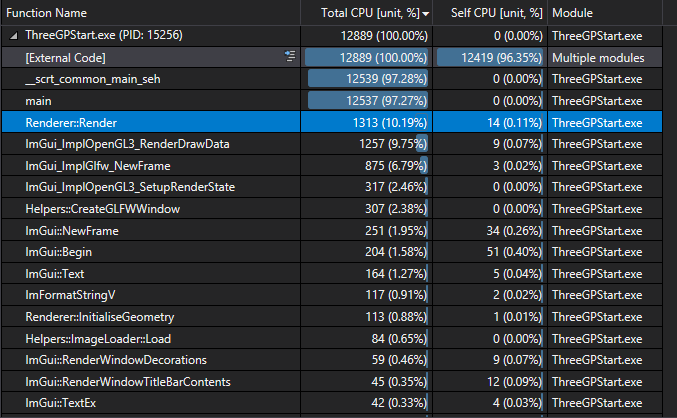 Function Name Total CPU [unit, %] Self CPU [unit, %] Module
ThreeGPStart.exe (PID: 15256) 12889 (100.00%) 0 (0.00%) ThreeGPStart.exe
[External Code] 12889 (100.00%) 12419 (96.35%) Multiple modules
__scrt_common_main_seh 12539 (97.28%) 0 (0.00%) ThreeGPStart.exe
main 12537 (97.27%) 0 (0.00%) ThreeGPStart.exe
Renderer::Render 1313 (10.19%) 14 (0.11%) ThreeGPStart.exe
ImGui_ImplOpenGL3_RenderDrawData 1257 (9.75%) 9 (0.07%) ThreeGPStart.exe
ImGui_ImplGlfw_NewFrame 875 (6.79%) 3 (0.02%) ThreeGPStart.exe
ImGui_ImplOpenGL3_SetupRenderState 317 (2.46%) 0 (0.00%) ThreeGPStart.exe
Helpers::CreateGLFWWindow 307 (2.38%) 0 (0.00%) ThreeGPStart.exe
ImGui::NewFrame 251 (1.95%) 34 (0.26%) ThreeGPStart.exe
ImGui::Begin 204 (1.58%) 51 (0.40%) ThreeGPStart.exe
ImGui::Text 164 (1.27%) 5 (0.04%) ThreeGPStart.exe
ImFormatStringV 117 (0.91%) 2 (0.02%) ThreeGPStart.exe
Renderer::InitialiseGeometry 113 (0.88%) 1 (0.01%) ThreeGPStart.exe
Helpers::ImageLoader::Load 84 (0.65%) 0 (0.00%) ThreeGPStart.exe
ImGui::RenderWindowDecorations 59 (0.46%) 9 (0.07%) ThreeGPStart.exe
ImGui::RenderWindowTitleBarContents 45 (0.35%) 12 (0.09%) ThreeGPStart.exe
ImGui::TextEx 42 (0.33%) 4 (0.03%) ThreeGPStart.exe